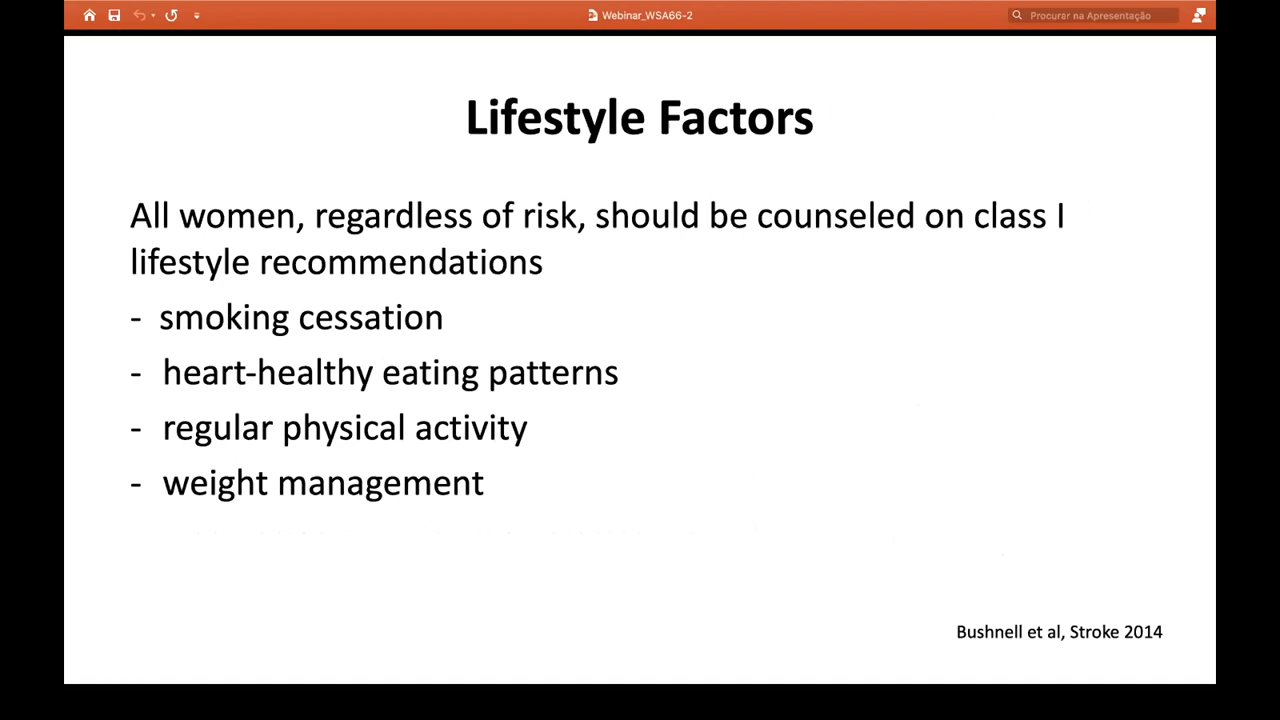 Webinar_WSA66-2
Procurar na Apresentação
Lifestyle Factors
All women, regardless of risk, should be counseled on class I
lifestyle recommendations
- smoking cessation
- heart-healthy eating patterns
- regular physical activity
- weight management
Bushnell et al, Stroke 2014